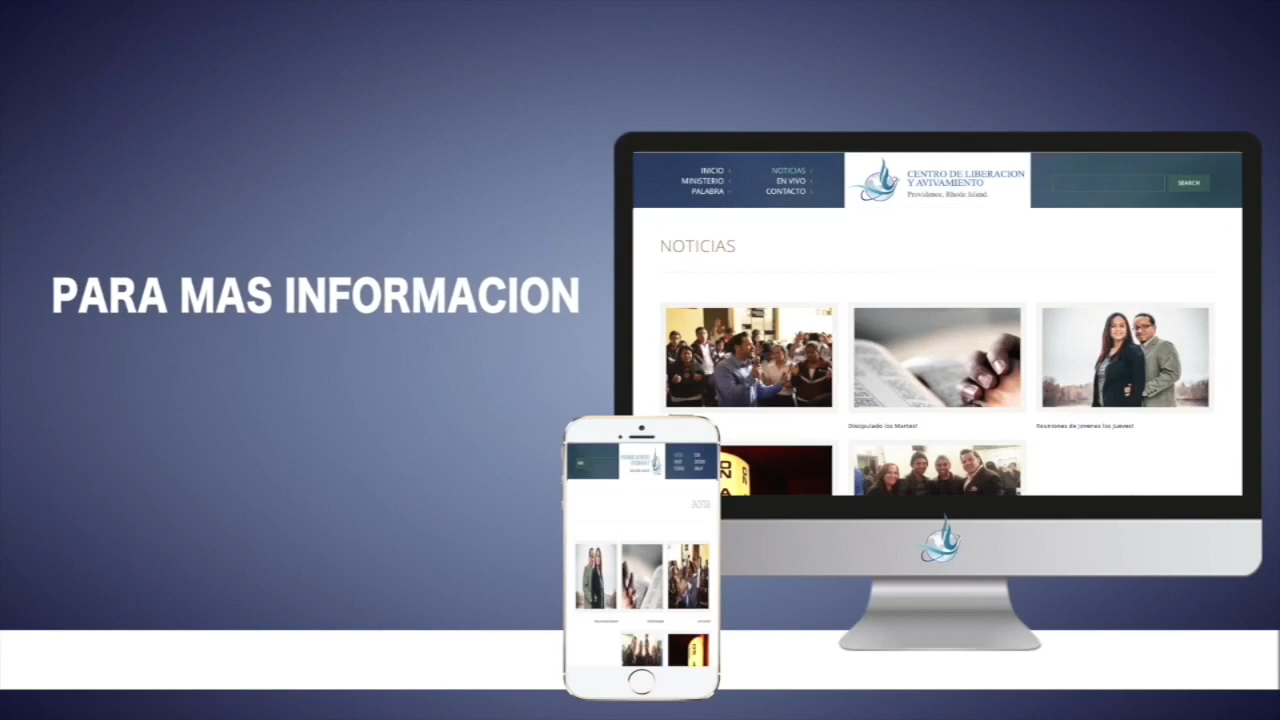 PARA MAS INFORMACION
INICIO
MINISTERIO
PALABRA
NOTICIAS
EN VIVO
CONTACTO
CENTRO DE LIBERACION
Y AVIVAMIENTO
Providence, Rhode Island
SEARCH
NOTICIAS
Discipulado los Martes!
Reuniones de Jovenes los Jueves!